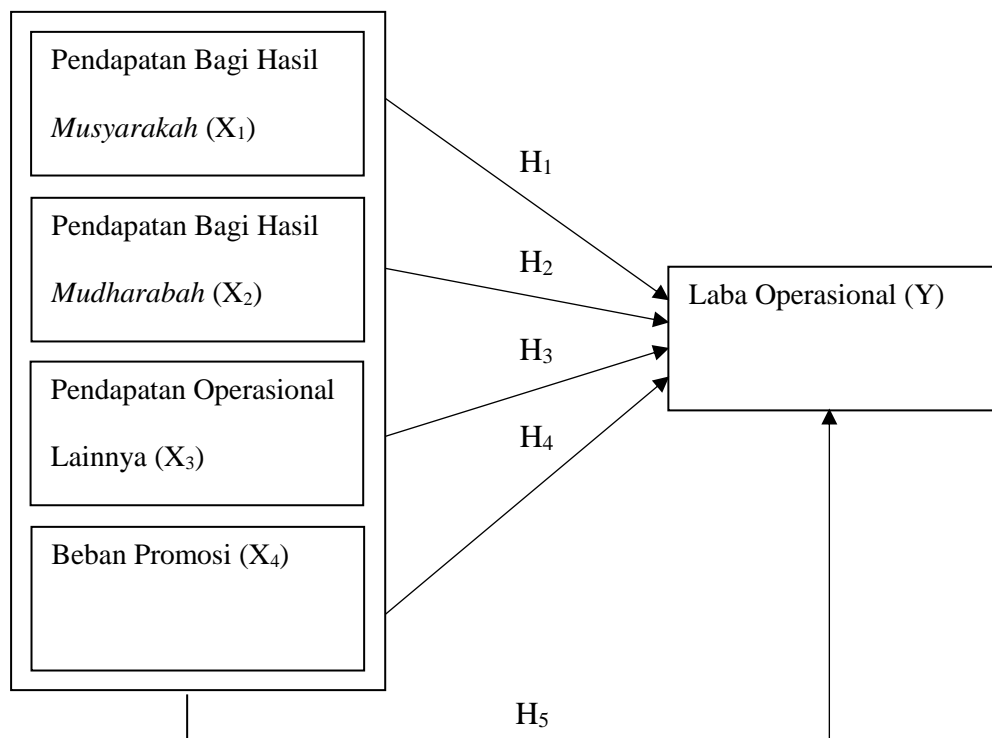 Pendapatan Bagi Hasil
Musyarakah (X₁)
Pendapatan Bagi Hasil
Mudharabah (X₂)
Pendapatan Operasional
Lainnya (X₃)
Beban Promosi (X₄)
H₁
H₂
H₃
H₄
Laba Operasional (Y)
H₅